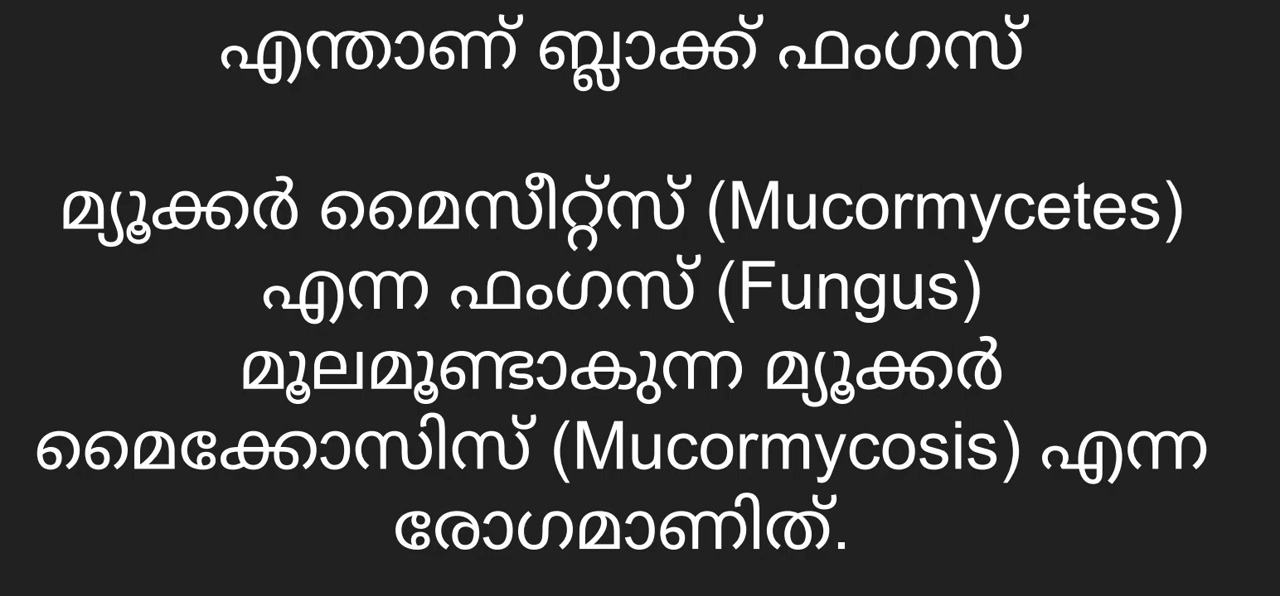 എന്താണ് ബ്ലാക്ക് ഫംഗസ്
മ്യൂക്കർ മൈസീറ്റ്സ് (Mucormycetes)
എന്ന ഫംഗസ് (Fungus)
മൂലമൂണ്ടാകുന്ന മ്യൂക്കർ
മൈക്കോസിസ് (Mucormycosis) എന്ന
രോഗമാണിത്.